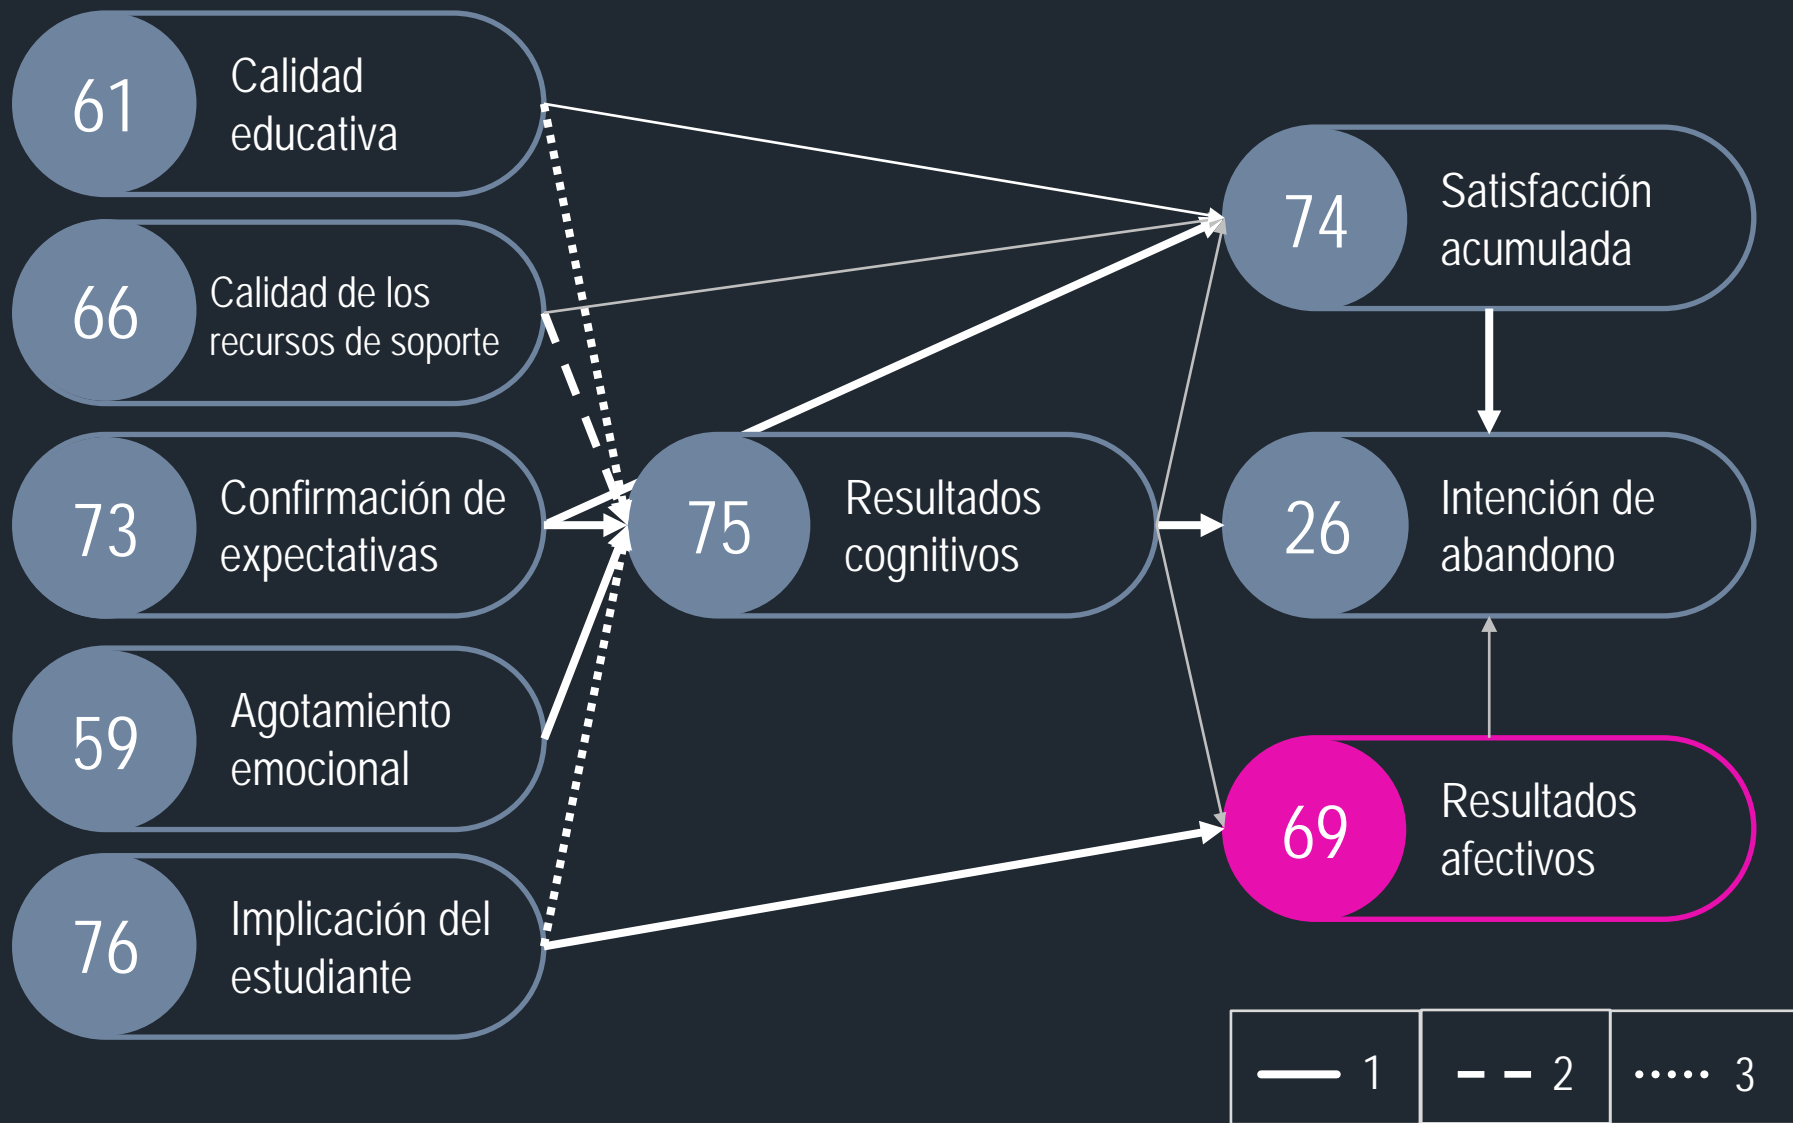 61
Calidad
educativa
66
Calidad de los
recursos de soporte
73
Confirmación de
expectativas
59
Agotamiento
emocional
76
Implicación del
estudiante
75
Resultados
cognitivos
74
Satisfacción
acumulada
26
Intención de
abandono
69
Resultados
afectivos
1
2
3